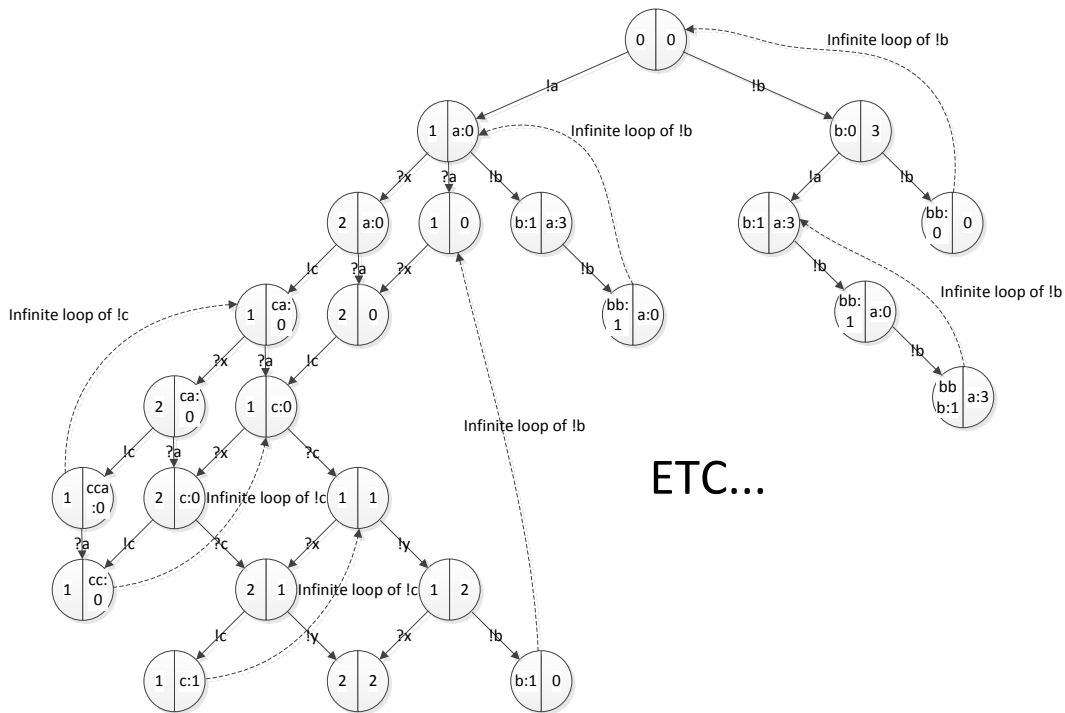 0 0
Infinite loop of !b
!a
!b
1 a:0
Infinite loop of !b
b:0 3
?x
?a
!b
!a
!b
2 a:0
1 0
b:1 a:3
b:1 a:3
bb:
0
0
!c
?a
?x
!b
!b
Infinite loop of !b
Infinite loop of !c
1
ca:
0
2 0
bb:
1
a:0
bb:
1
a:0
?x
?a
!c
!b
2
ca:
0
1 c:0
bb
b:1
a:3
Infinite loop of !b
!c
?a
?x
?c
ETC...
1
cca
:0
2 c:0
Infinite loop of !c
1 1
?a
!c
?c
?x
!y
1
cc:
0
2 1
Infinite loop of !c
1 2
!c
!y
?x
!b
1 c:1
2 2
b:1 0